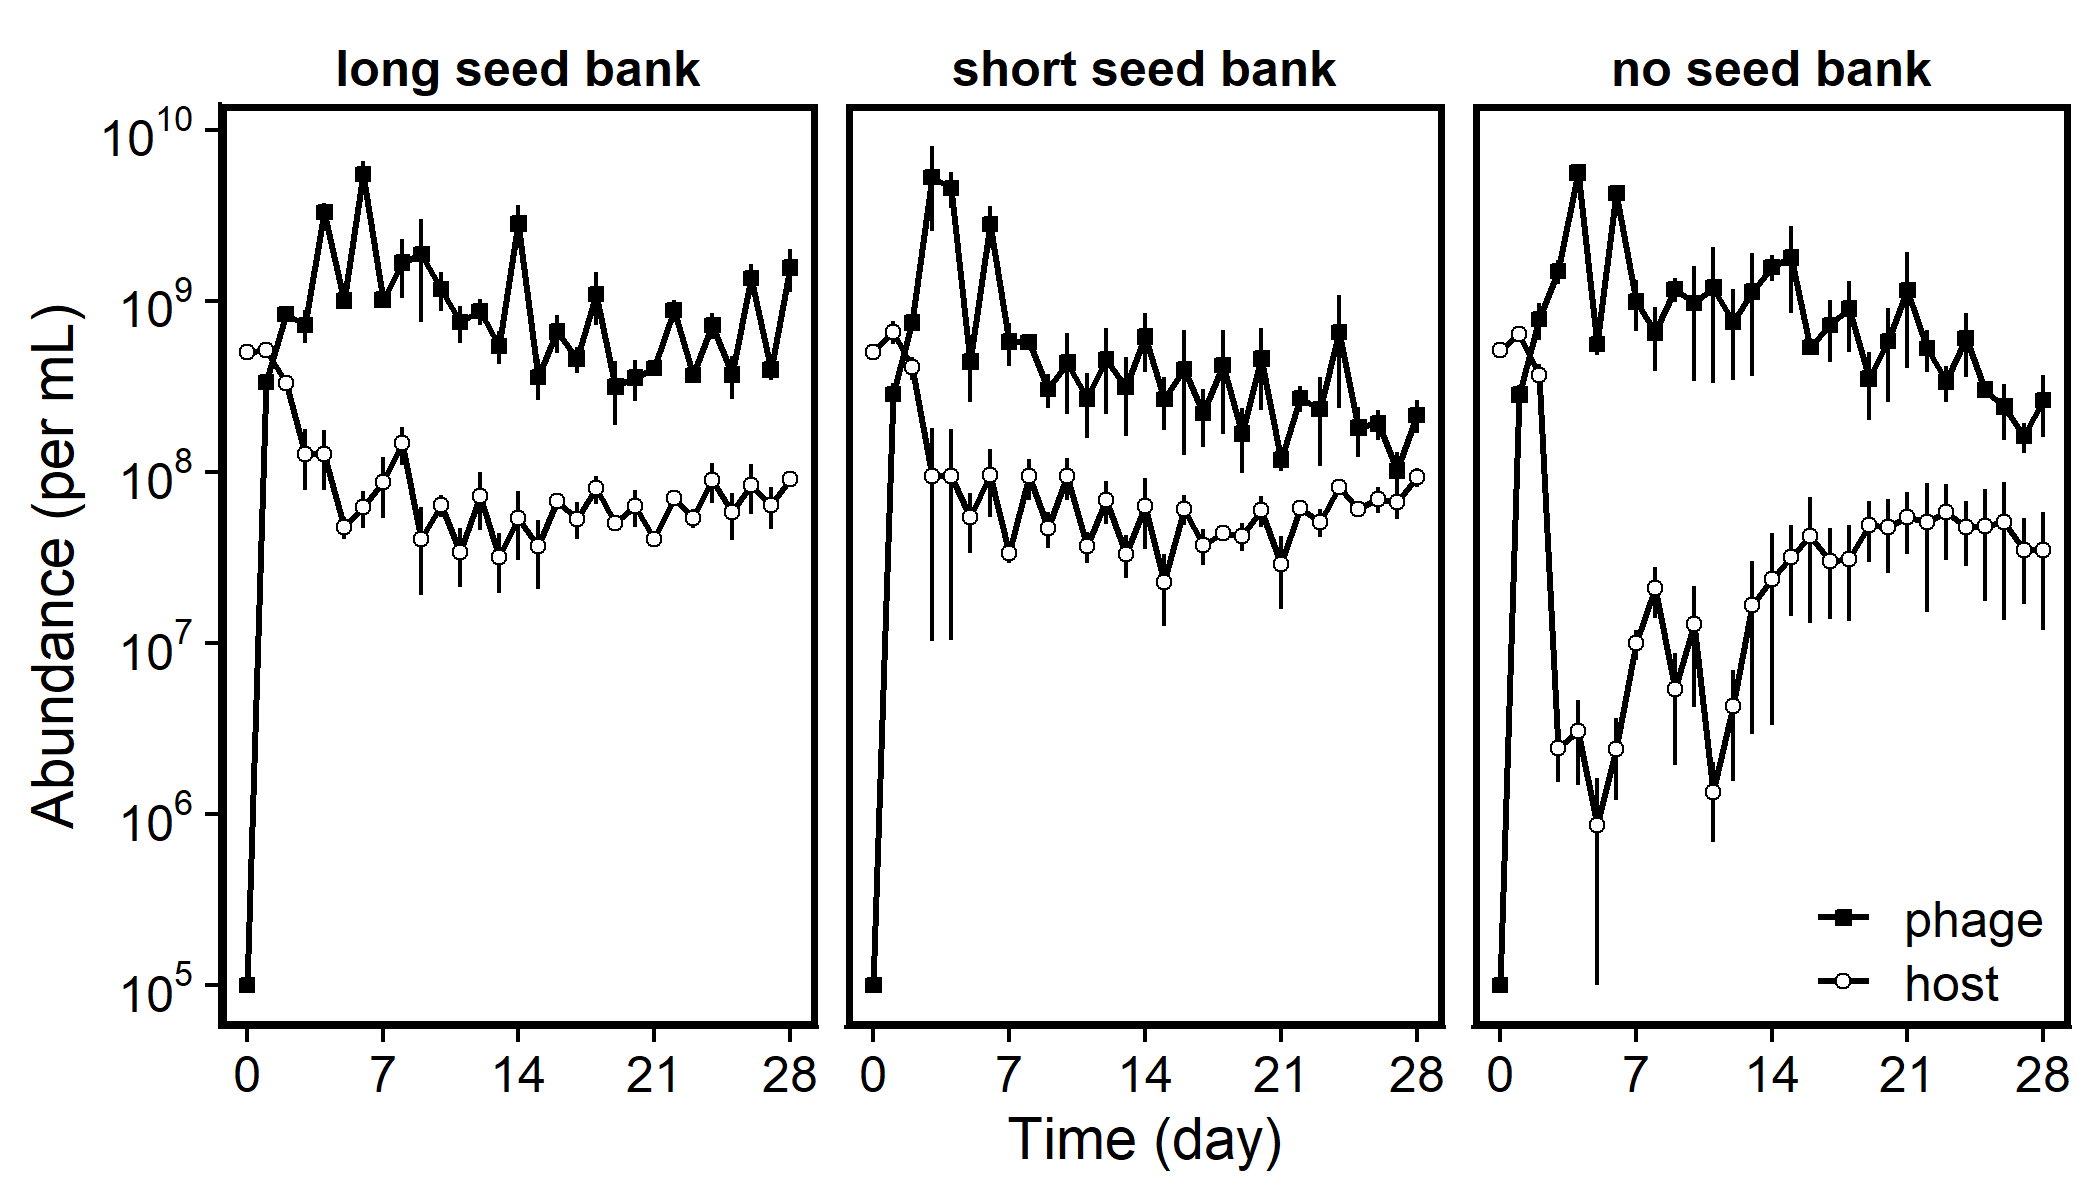 long seed bank short seed bank no seed bank
Abundance (per mL)
10^10
10^9
10^8
10^7
10^6
10^5
phage
host
0 7 14 21 28 0 7 14 21 28 0 7 14 21 28
Time (day)